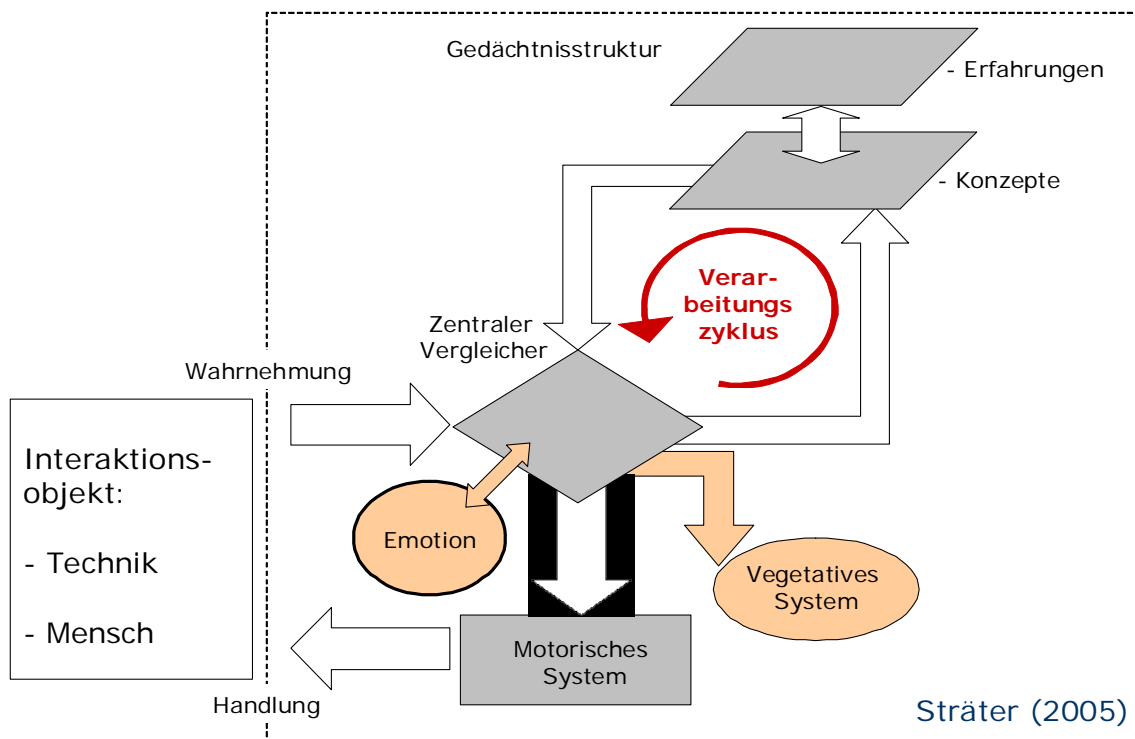 Gedächtnisstruktur
- Erfahrungen
- Konzepte
Verar-
beitungs
zyklus
Zentraler
Vergleicher
Wahrnehmung
Interaktions-
objekt:
- Technik
- Mensch
Emotion
Vegetatives
System
Motorisches
System
Handlung
Sträter (2005)